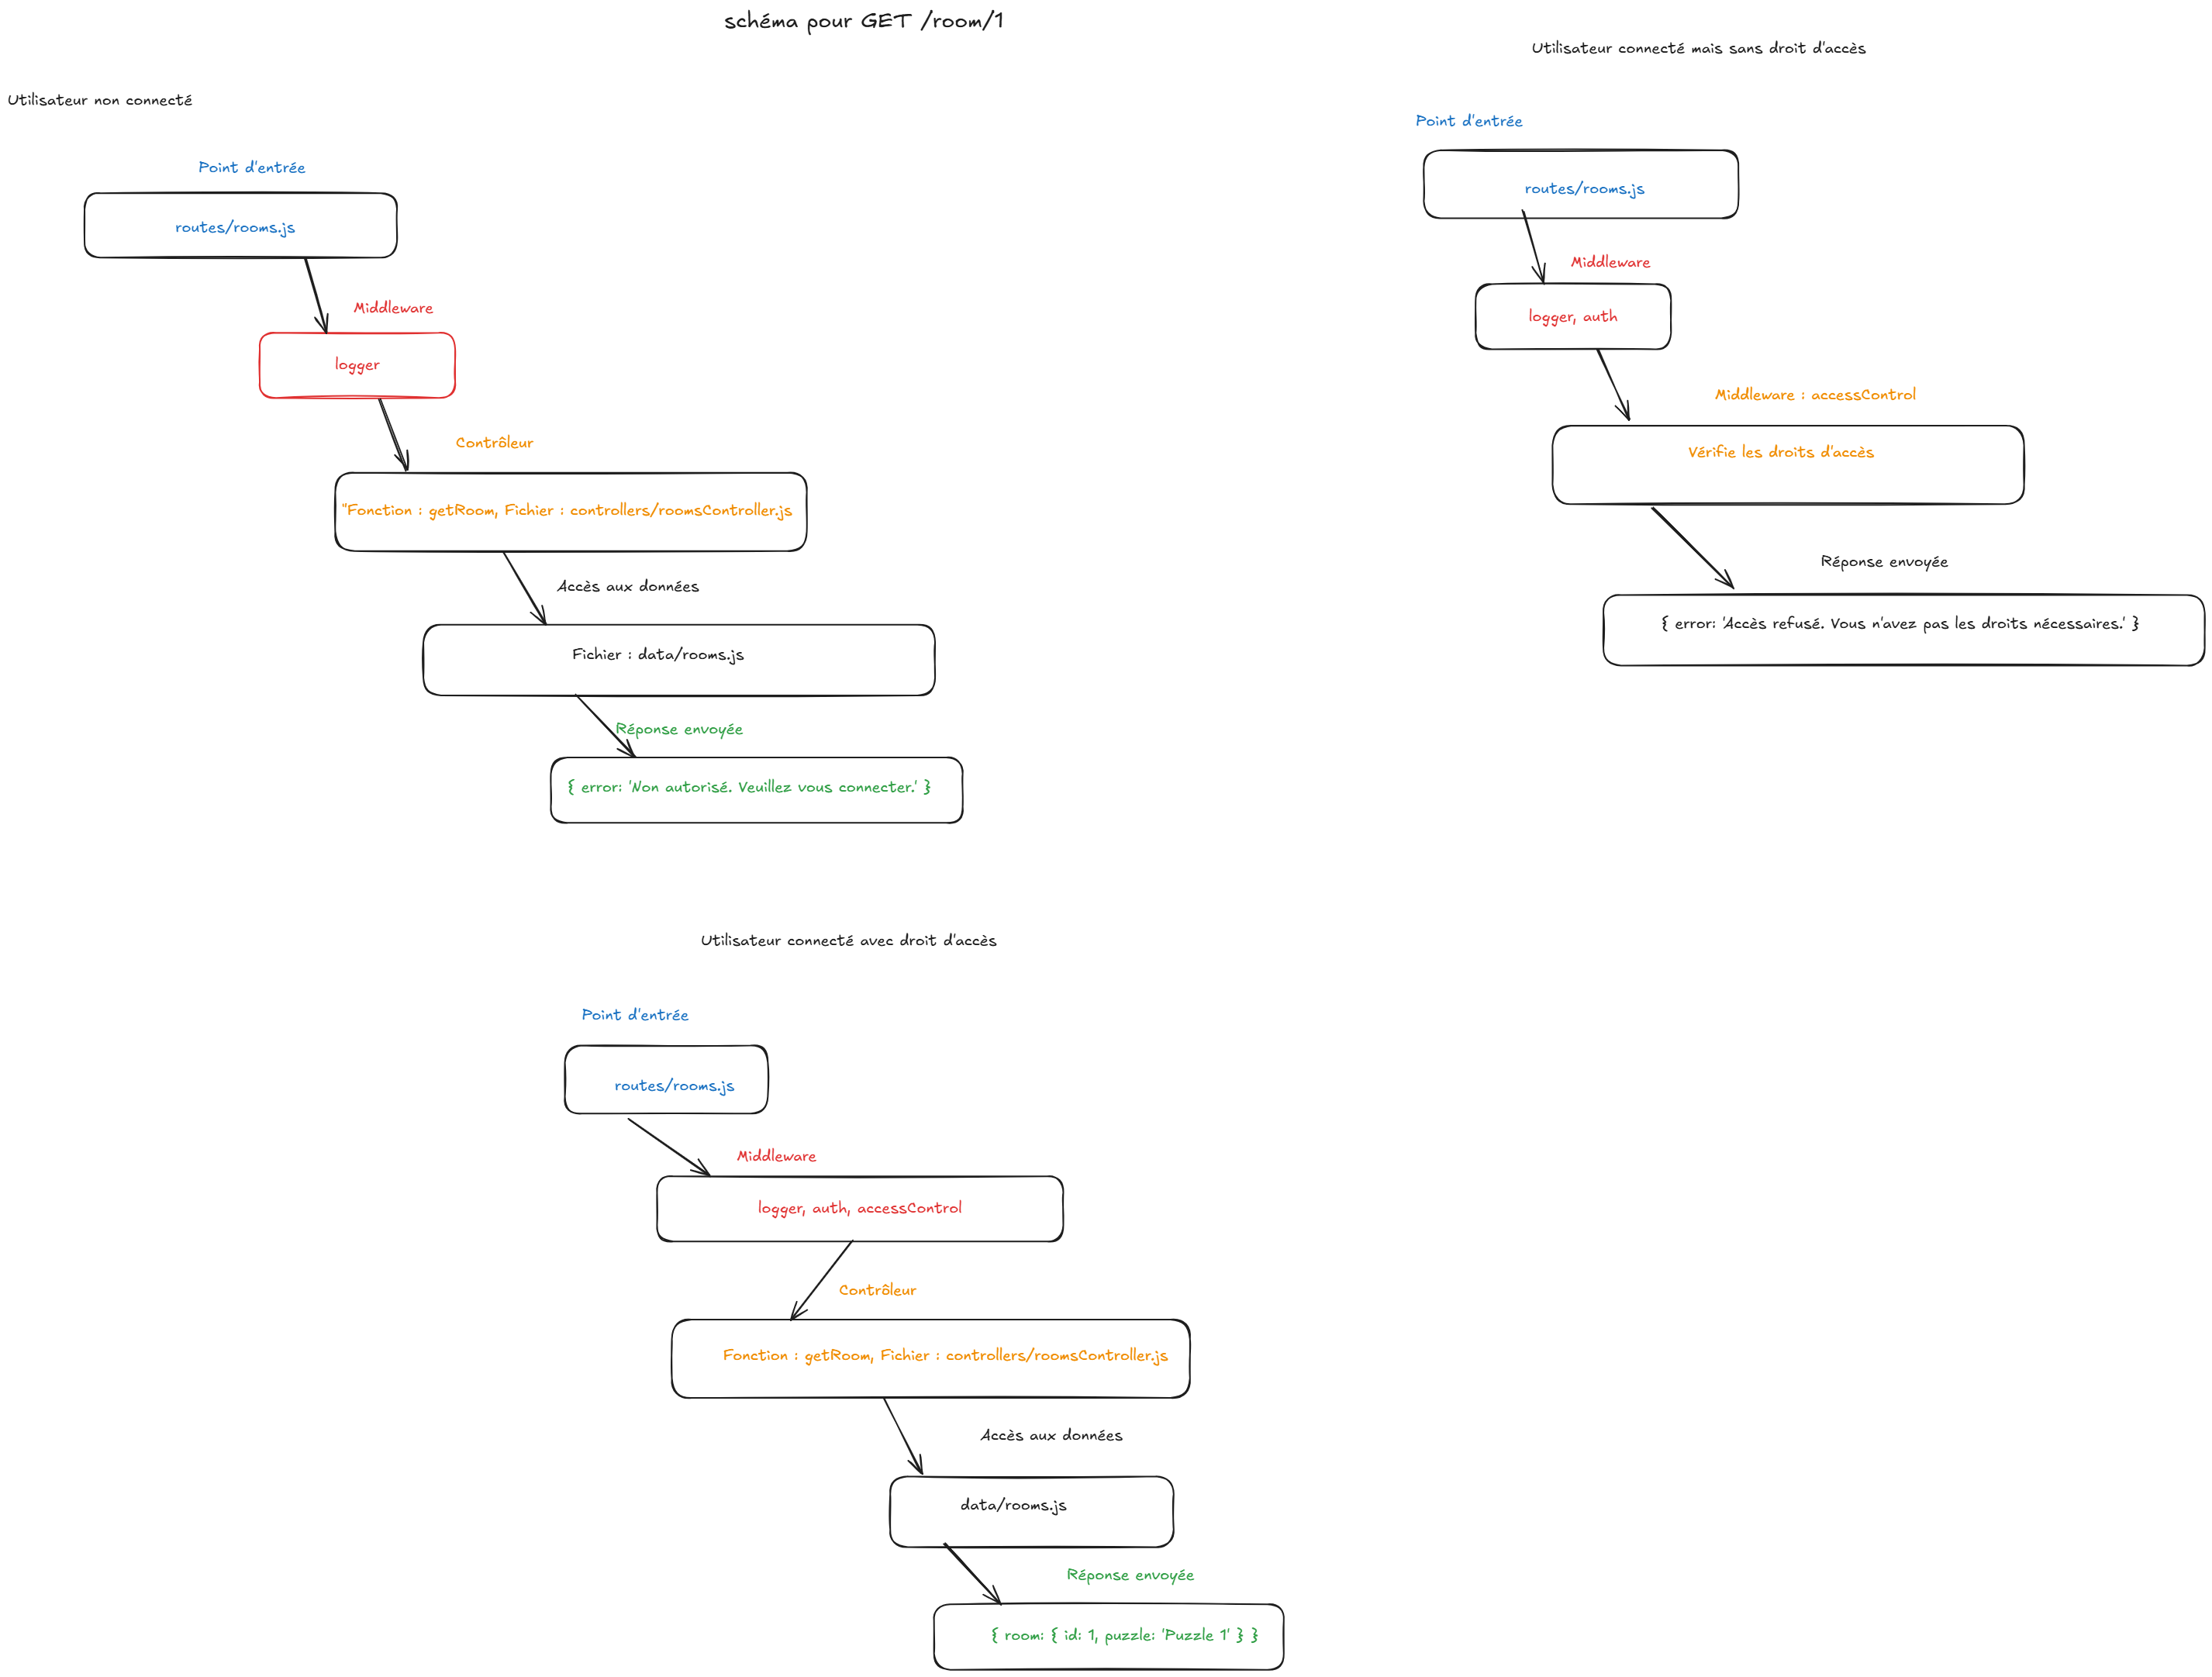 schéma pour GET /room/1
Utilisateur non connecté
Point d'entrée
routes/rooms.js
Middleware
logger
Contrôleur
"Fonction : getRoom, Fichier : controllers/roomsController.js
Accès aux données
Fichier : data/rooms.js
Réponse envoyée
{ error: 'Non autorisé. Veuillez vous connecter.' }
Utilisateur connecté mais sans droit d'accès
Point d'entrée
routes/rooms.js
Middleware
logger, auth
Middleware : accessControl
Vérifie les droits d'accès
Réponse envoyée
{ error: 'Accès refusé. Vous n'avez pas les droits nécessaires.' }
Utilisateur connecté avec droit d'accès
Point d'entrée
routes/rooms.js
Middleware
logger, auth, accessControl
Contrôleur
Fonction : getRoom, Fichier : controllers/roomsController.js
Accès aux données
data/rooms.js
Réponse envoyée
{ room: { id: 1, puzzle: 'Puzzle 1' } }